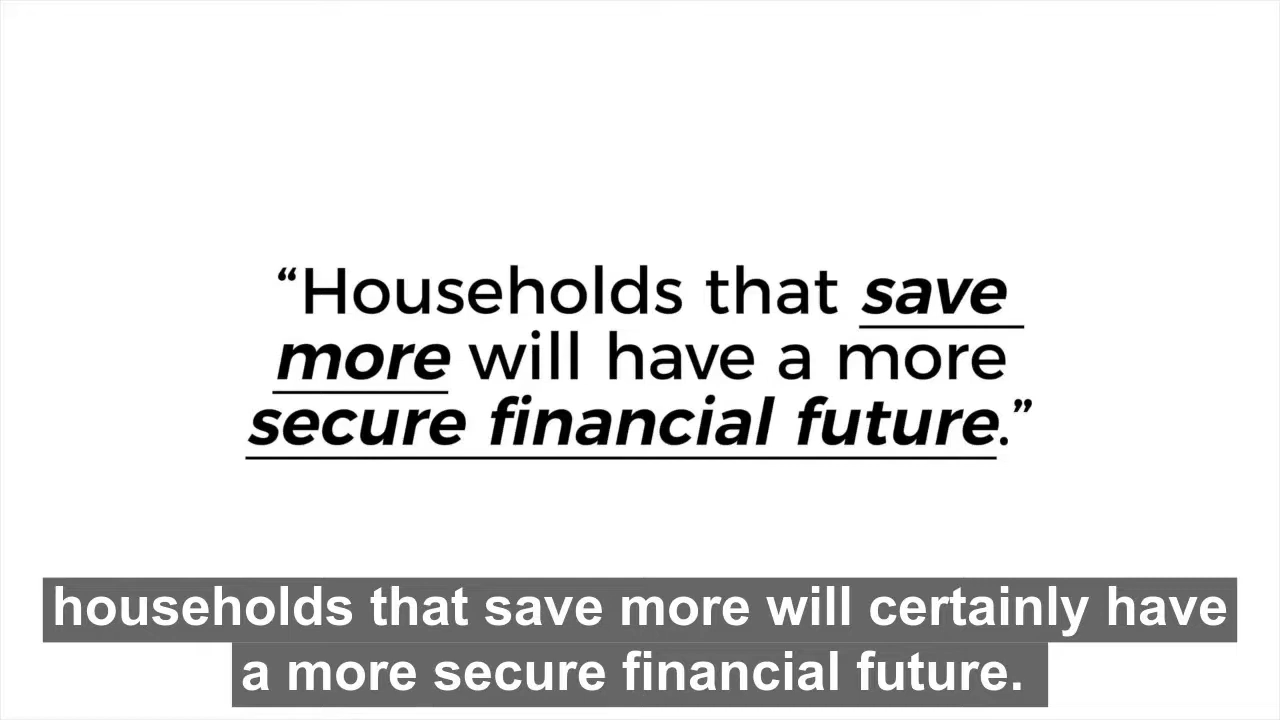 “Households that save
more will have a more
secure financial future.”
households that save more will certainly have
a more secure financial future.